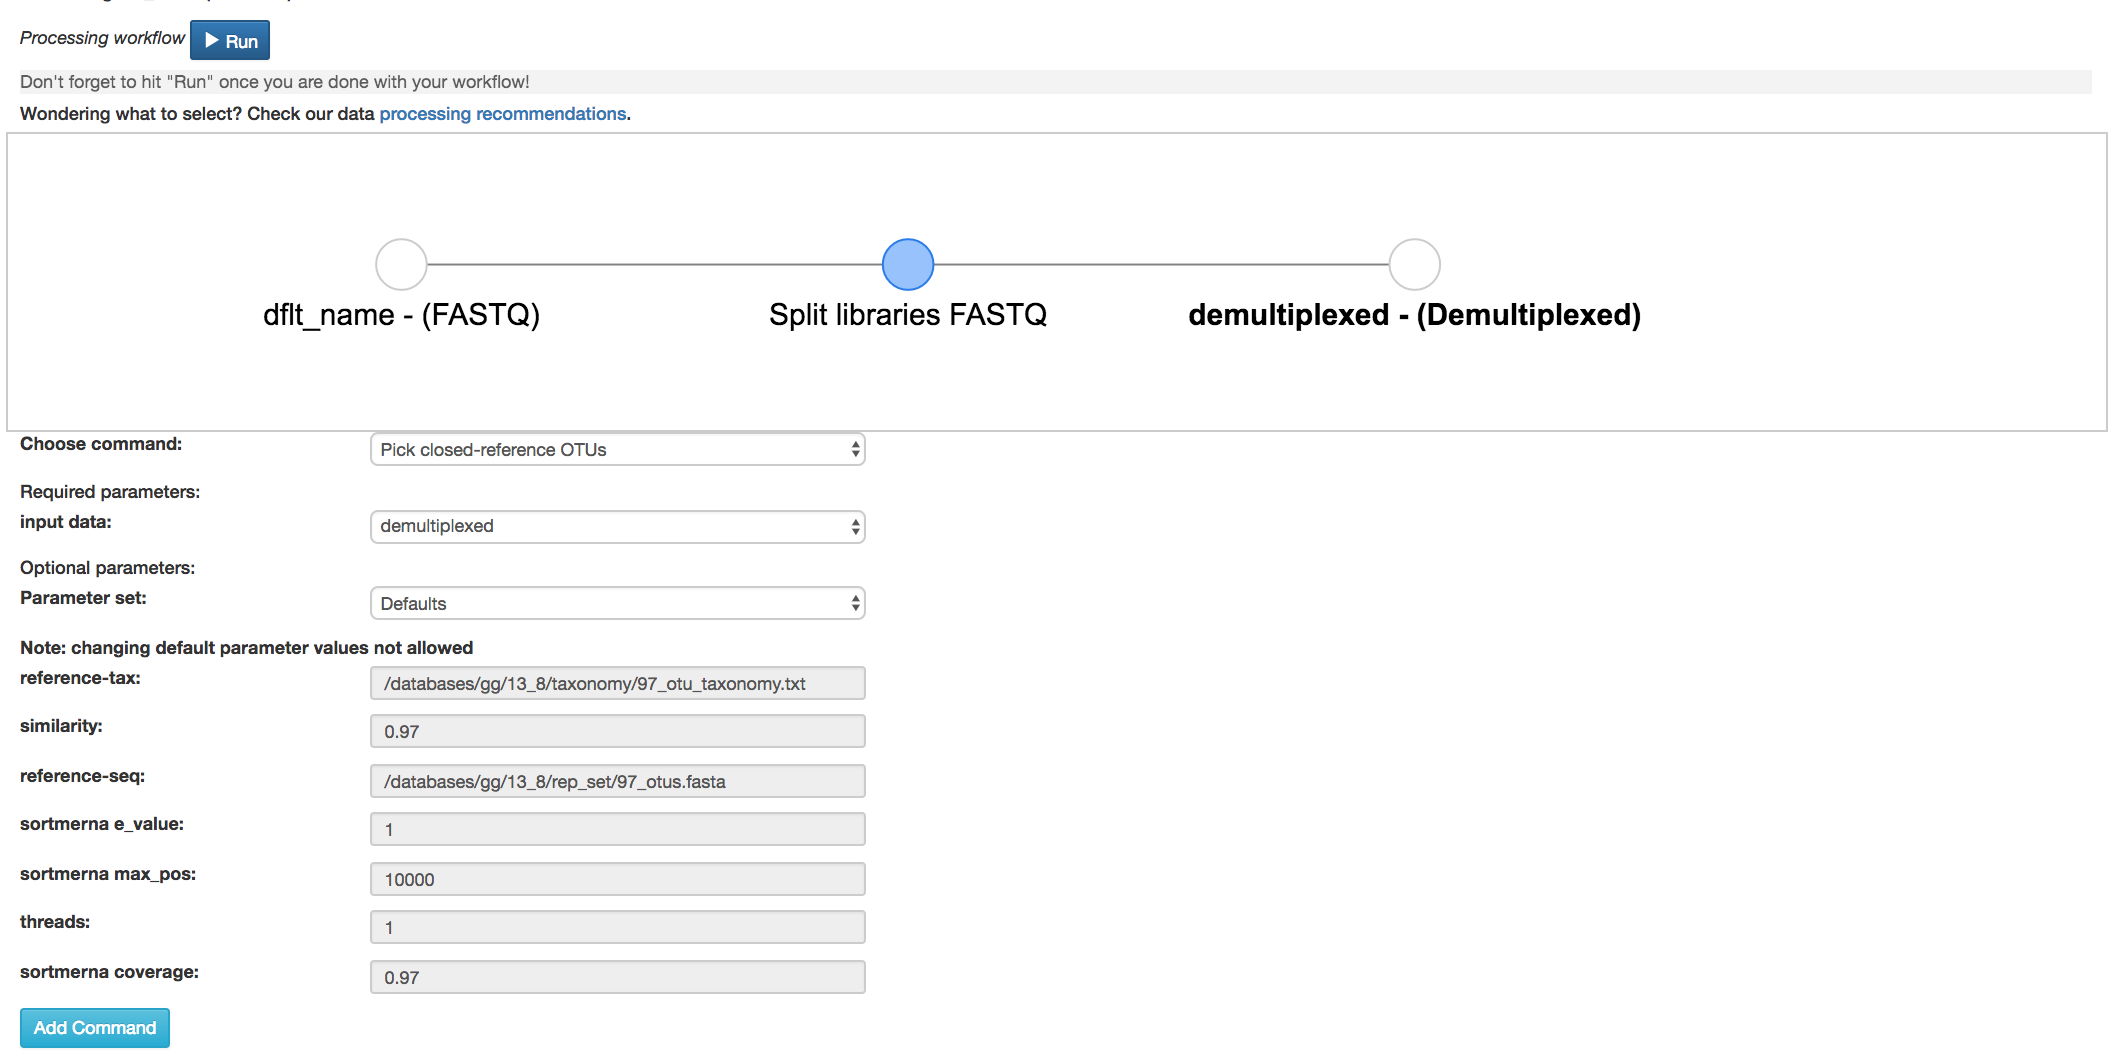 Processing workflow Run
Don't forget to hit "Run" once you are done with your workflow!
Wondering what to select? Check our data processing recommendations.
dflt_name - (FASTQ) Split libraries FASTQ demultiplexed - (Demultiplexed)
Choose command: Pick closed-reference OTUs
Required parameters:
input data: demultiplexed
Optional parameters:
Parameter set: Defaults
Note: changing default parameter values not allowed
reference-tax: /databases/gg/13_8/taxonomy/97_otu_taxonomy.txt
similarity: 0.97
reference-seq: /databases/gg/13_8/rep_set/97_otus.fasta
sortmerna e_value: 1
sortmerna max_pos: 10000
threads: 1
sortmerna coverage: 0.97
Add Command